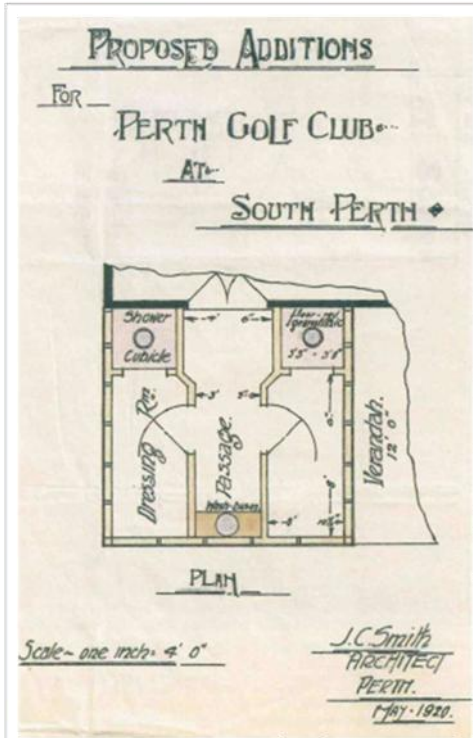 PROPOSED ADDITIONS
FOR
PERTH GOLF CLUB
AT
SOUTH PERTH
Shower
Cubicle
Dressing Rm.
Passage.
Verandah.
12' 0"
PLAN
Scale ~ one inch = 4' 0"
J.C. Smith
ARCHITECT
PERTH.
MAY · 1920.